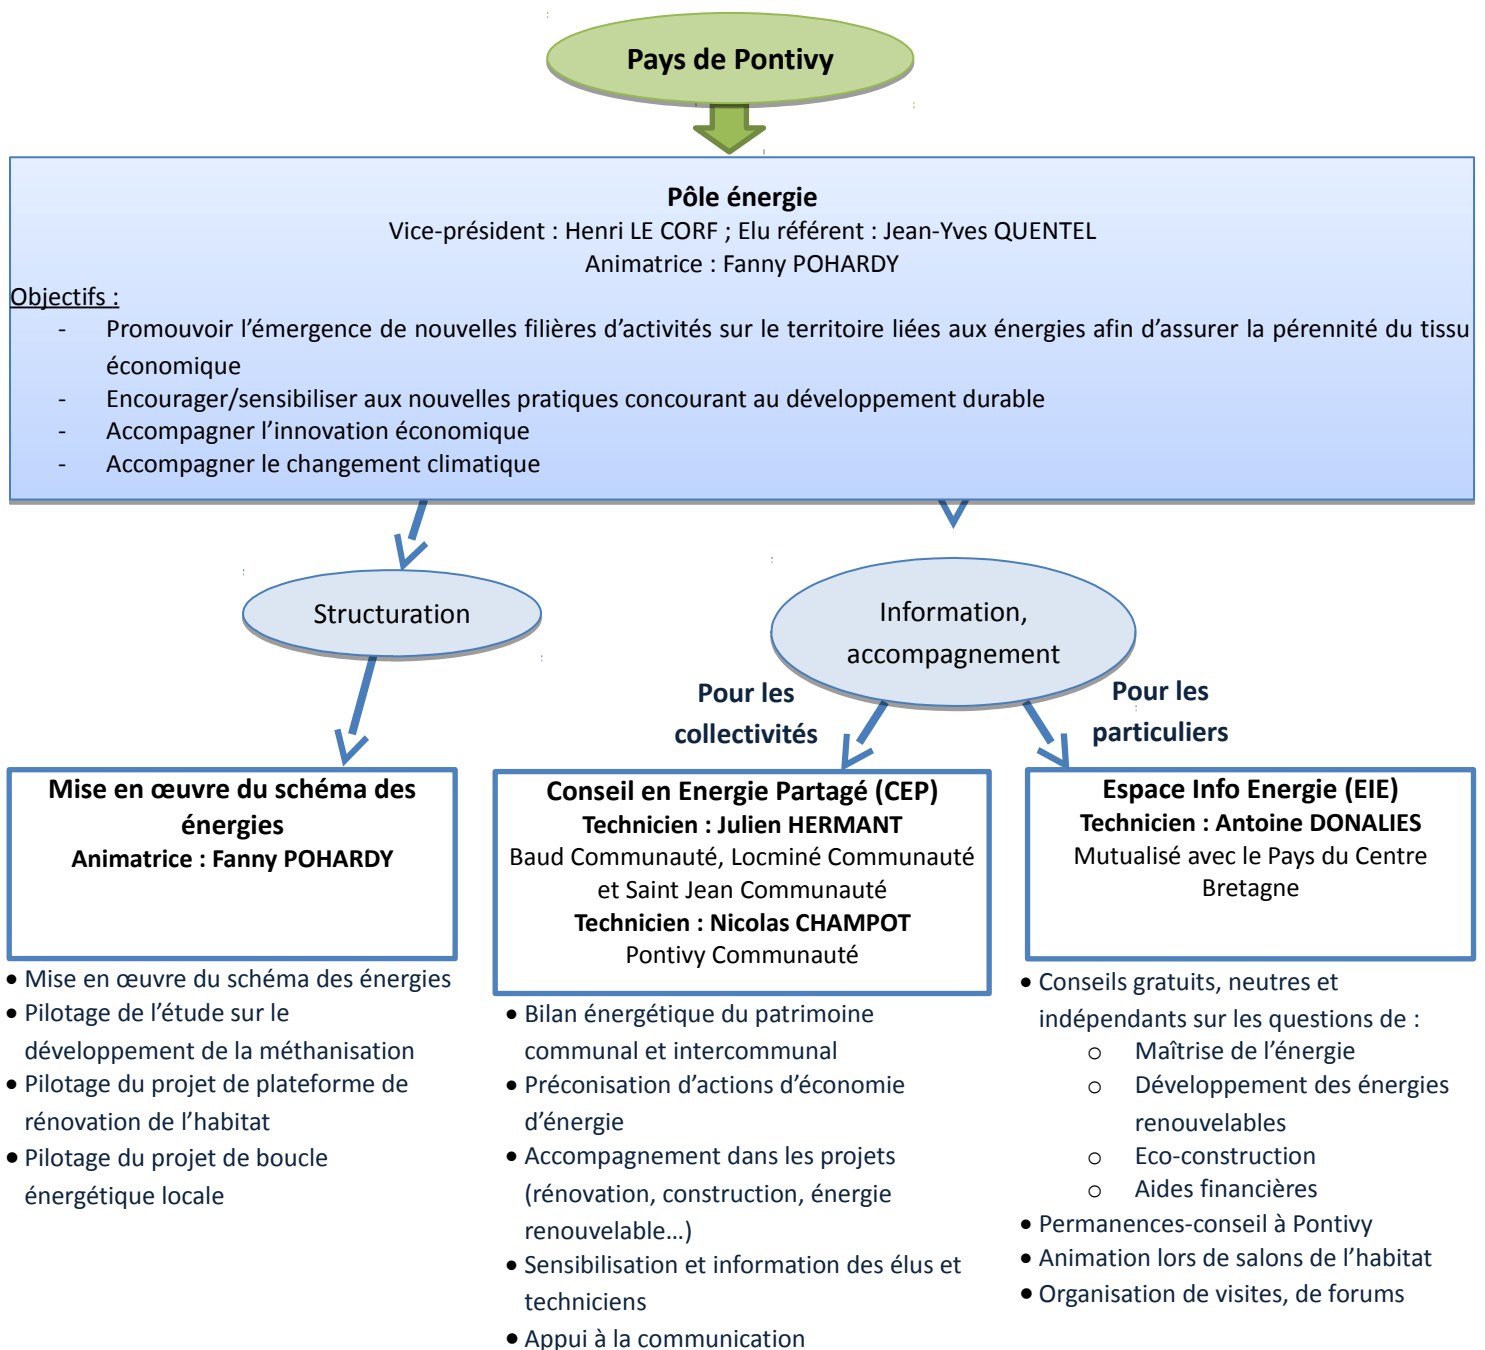 Pays de Pontivy
Pôle énergie
Vice-président : Henri LE CORF ; Elu référent : Jean-Yves QUENTEL
Animatrice : Fanny POHARDY
Objectifs :
- Promouvoir l’émergence de nouvelles filières d’activités sur le territoire liées aux énergies afin d’assurer la pérennité du tissu
économique
- Encourager/sensibiliser aux nouvelles pratiques concourant au développement durable
- Accompagner l’innovation économique
- Accompagner le changement climatique
Structuration
Information,
accompagnement
Pour les
collectivités
Pour les
particuliers
Mise en œuvre du schéma des
énergies
Animatrice : Fanny POHARDY
• Mise en œuvre du schéma des énergies
• Pilotage de l’étude sur le
développement de la méthanisation
• Pilotage du projet de plateforme de
rénovation de l’habitat
• Pilotage du projet de boucle
énergétique locale
Conseil en Energie Partagé (CEP)
Technicien : Julien HERMANT
Baud Communauté, Locminé Communauté
et Saint Jean Communauté
Technicien : Nicolas CHAMPOT
Pontivy Communauté
• Bilan énergétique du patrimoine
communal et intercommunal
• Préconisation d’actions d’économie
d’énergie
• Accompagnement dans les projets
(rénovation, construction, énergie
renouvelable…)
• Sensibilisation et information des élus et
techniciens
• Appui à la communication
Espace Info Energie (EIE)
Technicien : Antoine DONALIES
Mutualisé avec le Pays du Centre
Bretagne
• Conseils gratuits, neutres et
indépendants sur les questions de :
o Maîtrise de l’énergie
o Développement des énergies
renouvelables
o Eco-construction
o Aides financières
• Permanences-conseil à Pontivy
• Animation lors de salons de l’habitat
• Organisation de visites, de forums